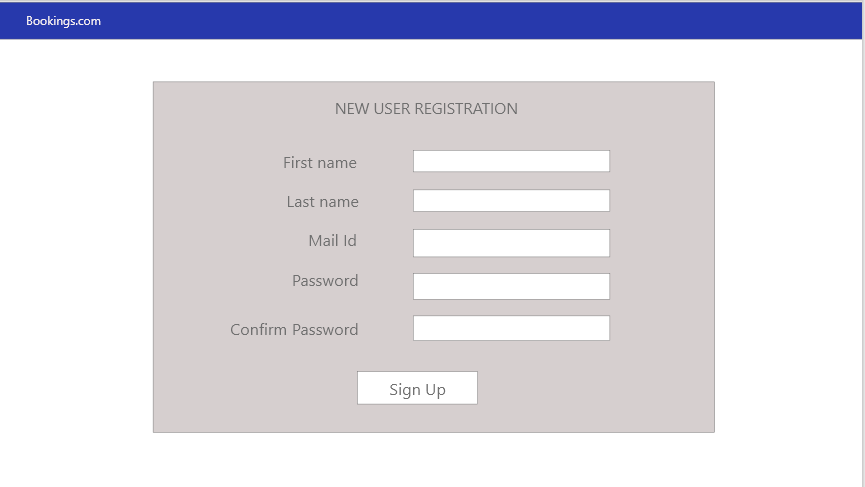 Bookings.com
NEW USER REGISTRATION
First name
Last name
Mail Id
Password
Confirm Password
Sign Up